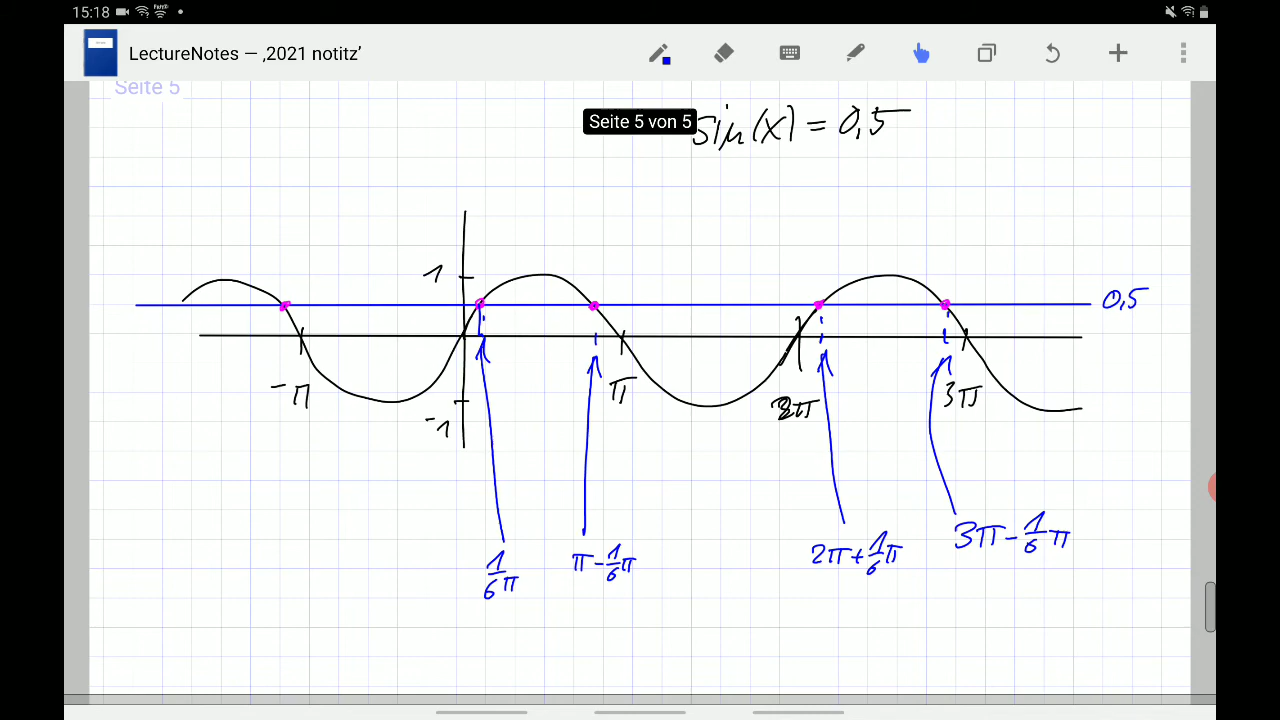 15:18
LectureNotes — ‚2021 notitz’
Seite 5
Seite 5 von 5
sin(x) = 0,5
1
0,5
-π π 2π 3π
-1
1/6 π π - 1/6 π 2π + 1/6 π 3π - 1/6 π